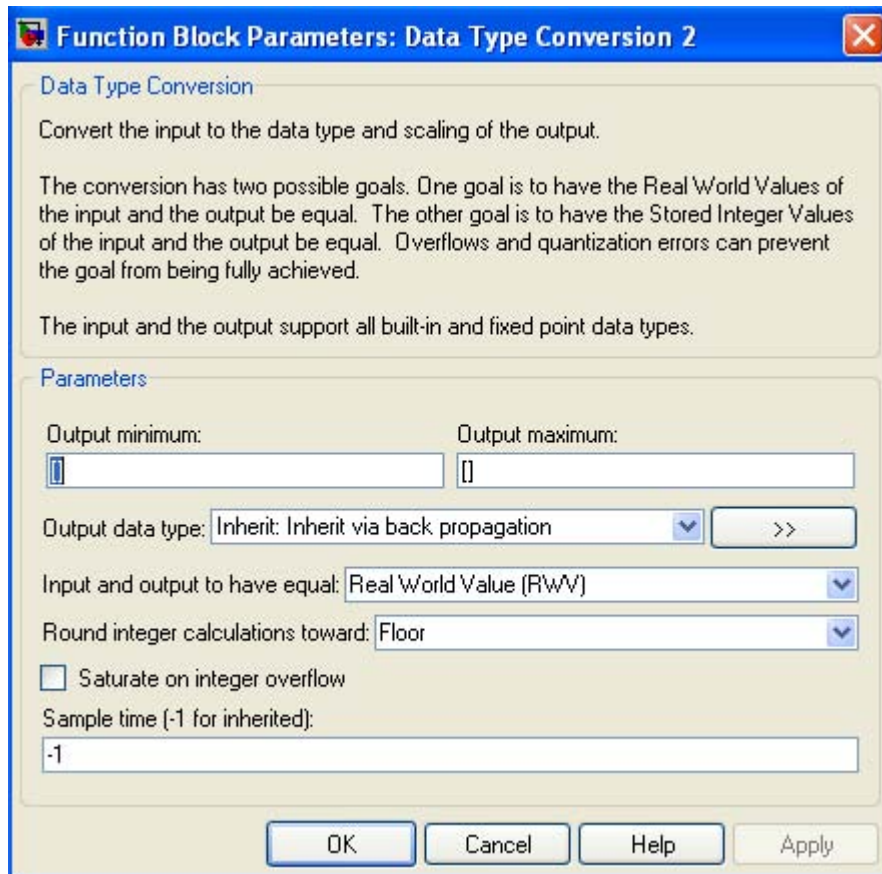 Function Block Parameters: Data Type Conversion 2
Data Type Conversion
Convert the input to the data type and scaling of the output.
The conversion has two possible goals. One goal is to have the Real World Values of
the input and the output be equal. The other goal is to have the Stored Integer Values
of the input and the output be equal. Overflows and quantization errors can prevent
the goal from being fully achieved.
The input and the output support all built-in and fixed point data types.
Parameters
Output minimum: Output maximum:
[] []
Output data type: Inherit: Inherit via back propagation >>
Input and output to have equal: Real World Value (RWV)
Round integer calculations toward: Floor
Saturate on integer overflow
Sample time (-1 for inherited):
-1
OK Cancel Help Apply